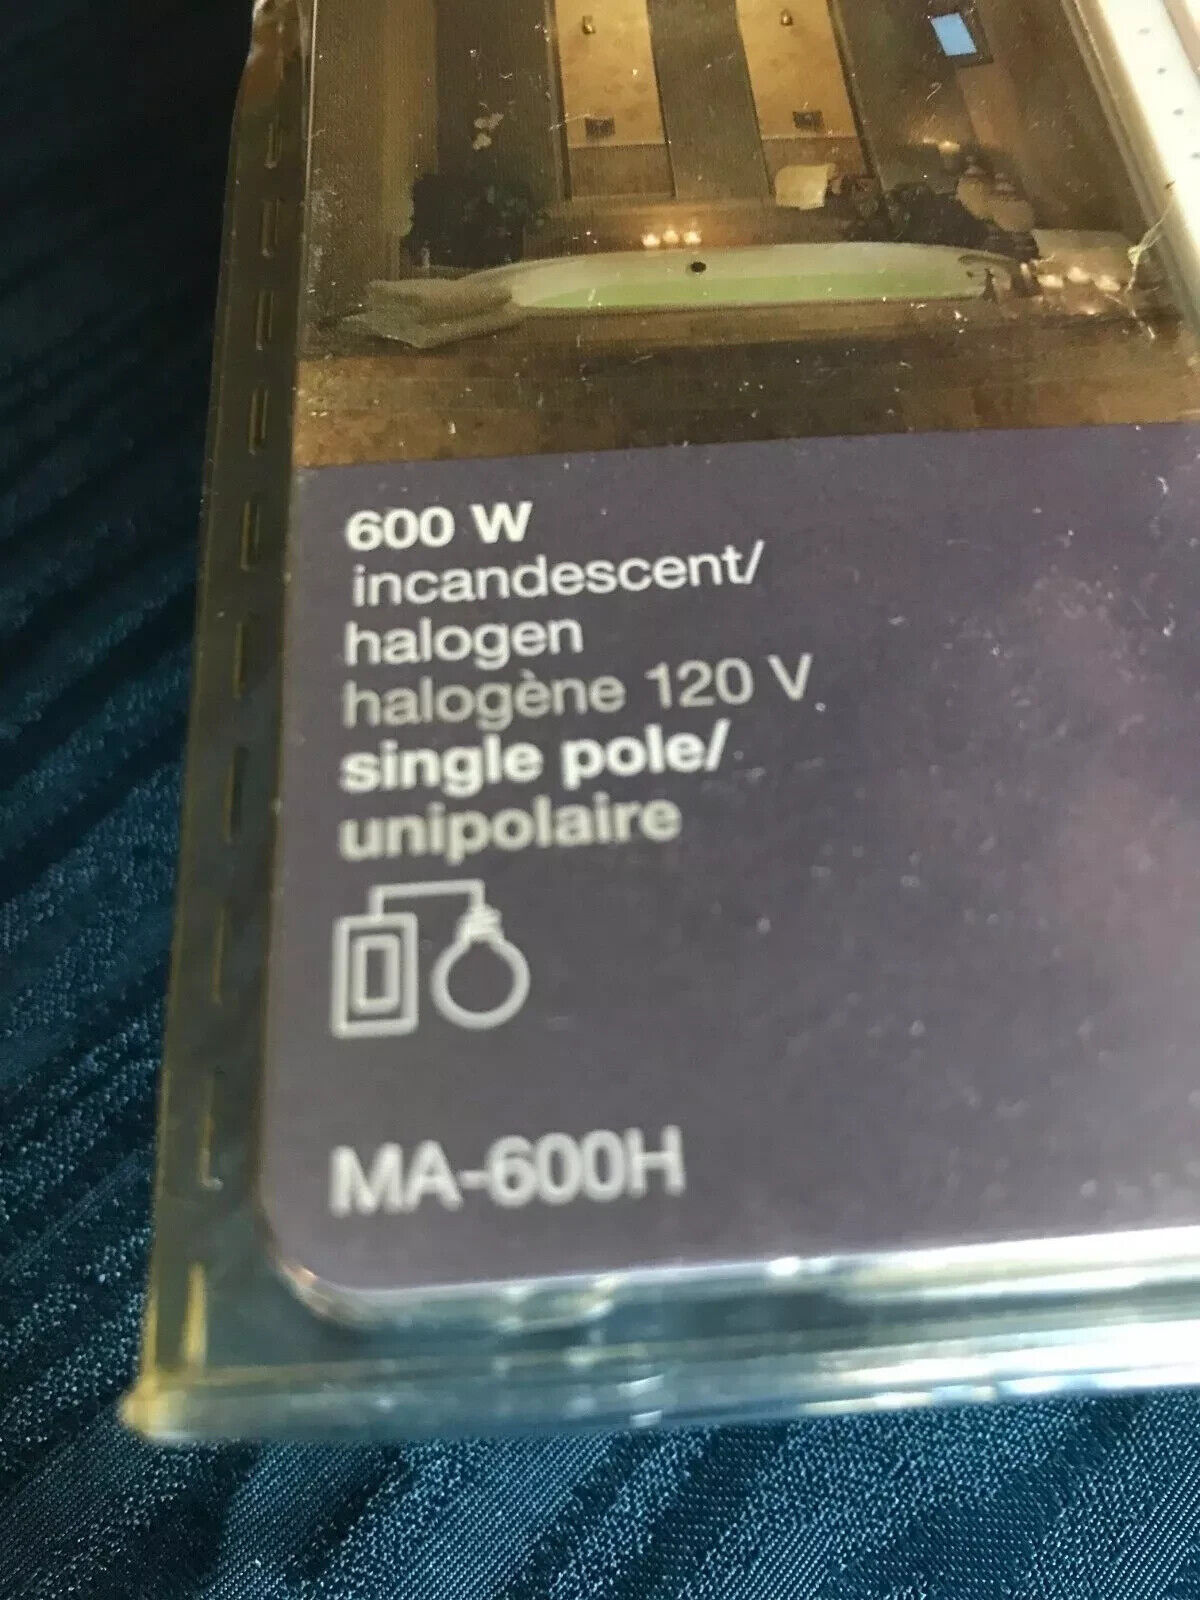 600 W
incandescent/
halogen
halogène 120 V
single pole/
unipolaire
MA-600H